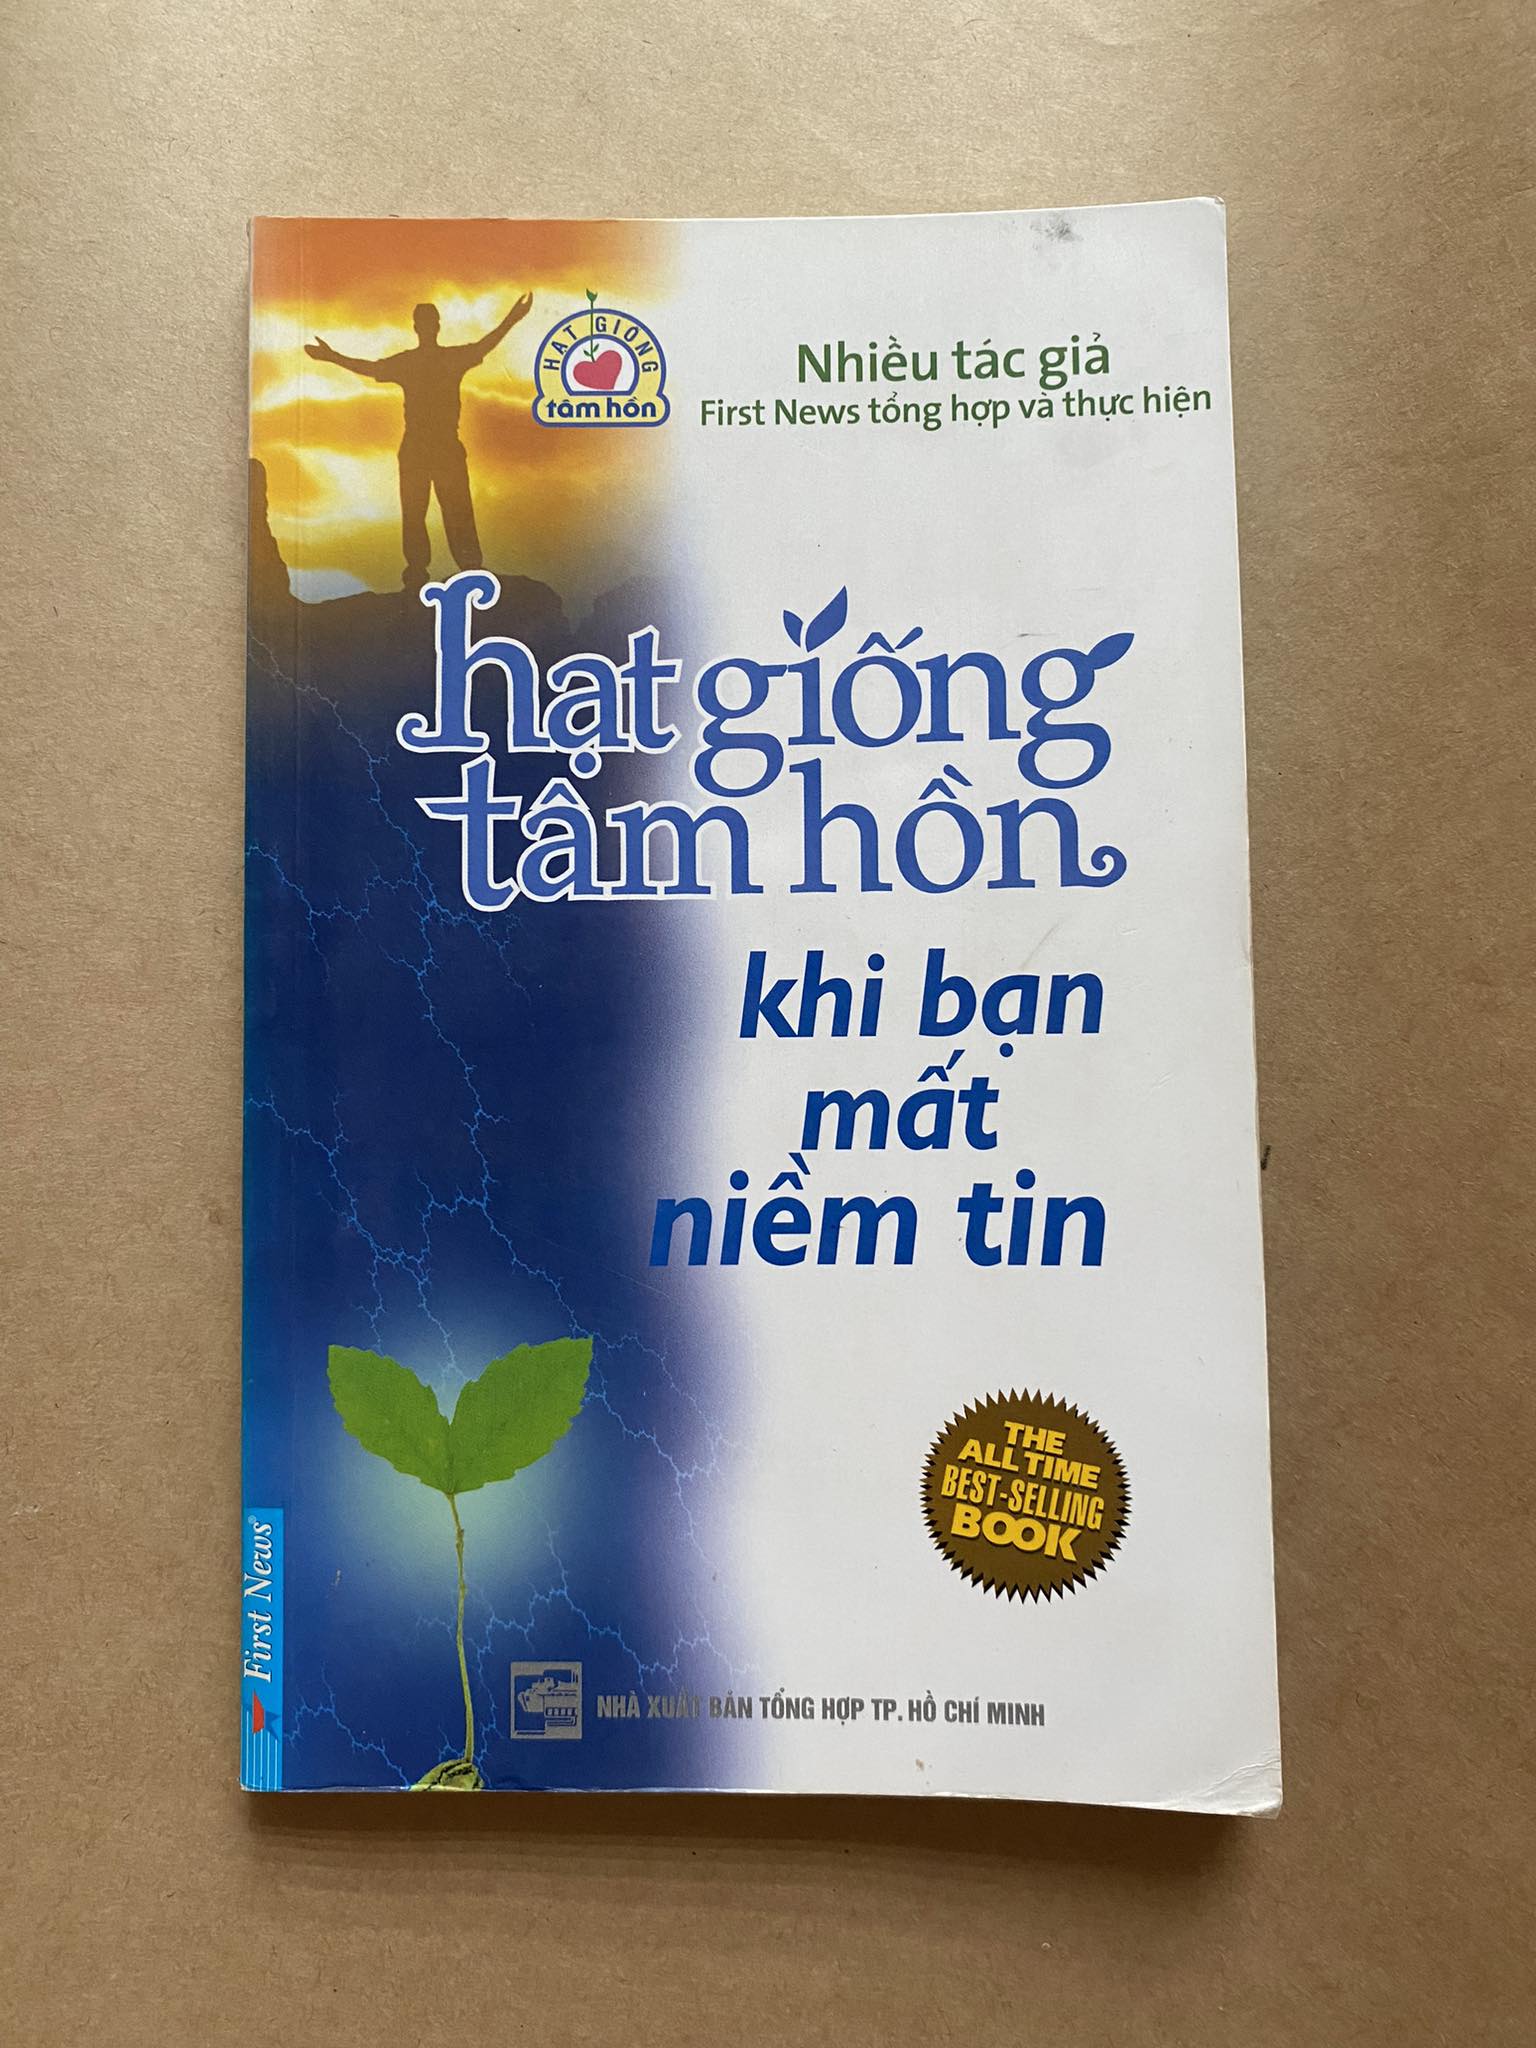 HẠT GIỐNG
tâm hồn
Nhiều tác giả
First News tổng hợp và thực hiện
hạt giống
tâm hồn
khi bạn
mất
niềm tin
THE
ALL TIME
BEST-SELLING
BOOK
First News®
NHÀ XUẤT BẢN TỔNG HỢP TP. HỒ CHÍ MINH